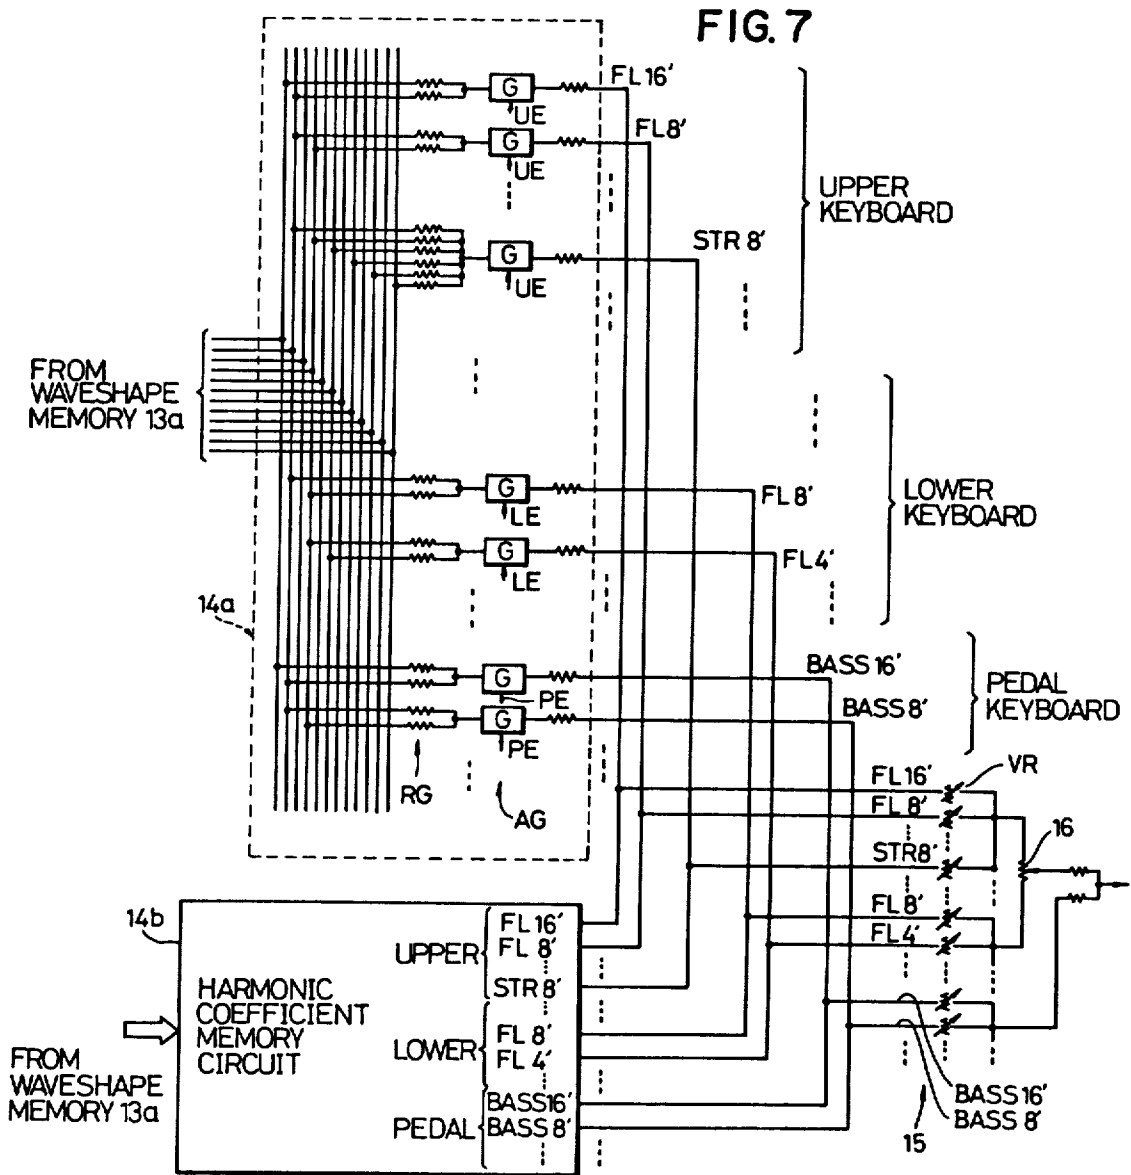 FIG. 7
FL 16'
G
UE
FL 8'
G
UE
UPPER
KEYBOARD
STR 8'
G
UE
FROM
WAVESHAPE
MEMORY 13a
LOWER
KEYBOARD
G
FL 8'
LE
G
FL 4'
LE
14a
BASS 16'
G
PE
PEDAL
KEYBOARD
BASS 8'
G
PE
RG
AG
FL 16'
VR
FL 8'
16
STR 8'
FL 8'
FL 4'
14b
UPPER
FL 16'
FL 8'
STR 8'
HARMONIC
COEFFICIENT
MEMORY
CIRCUIT
LOWER
FL 8'
FL 4'
FROM
WAVESHAPE
MEMORY 13a
PEDAL
BASS 16'
BASS 8'
15
BASS 16'
BASS 8'